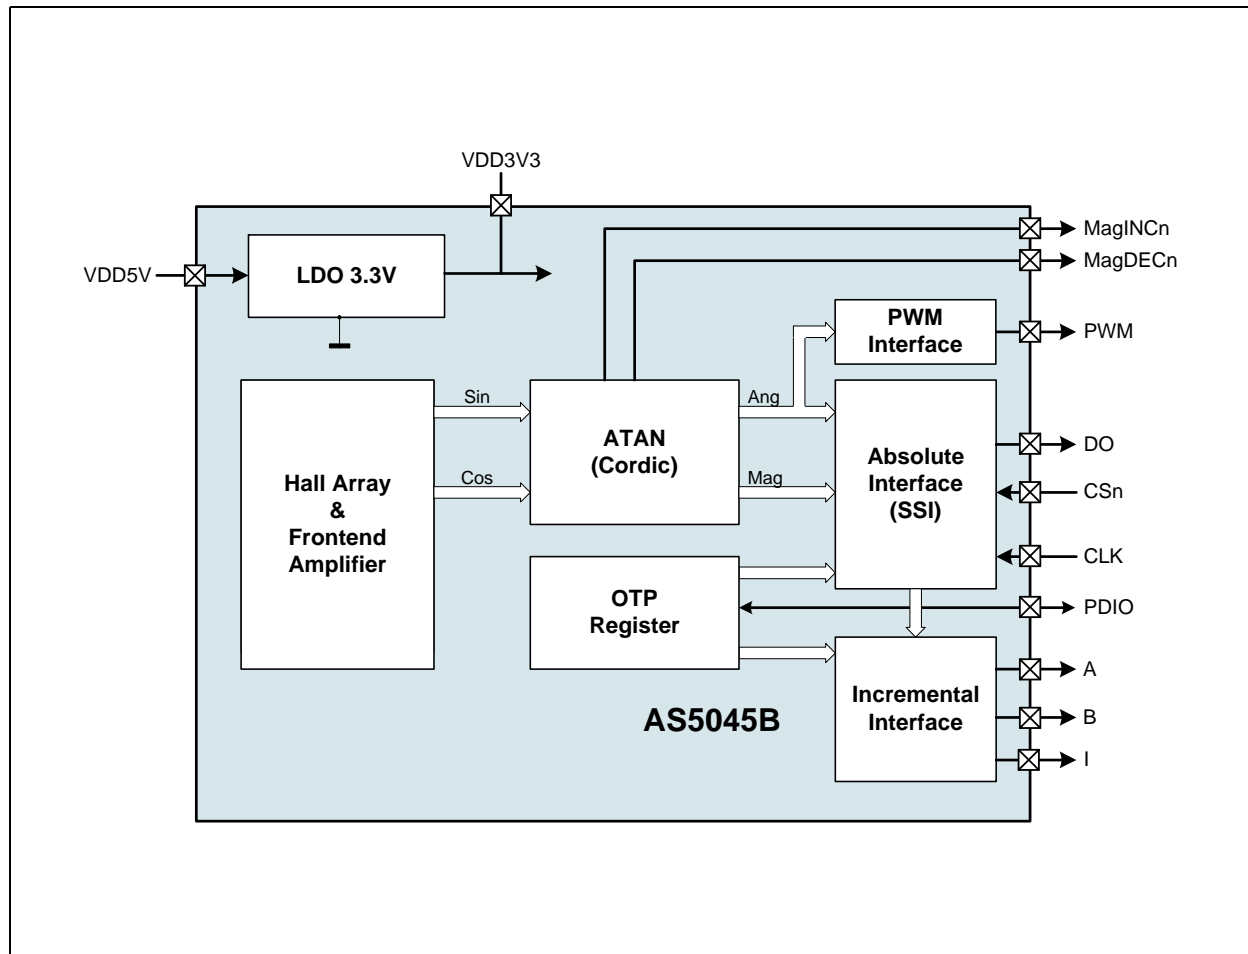 VDD3V3
VDD5V
LDO 3.3V
MagINCn
MagDECn
PWM
Interface
PWM
Hall Array
&
Frontend
Amplifier
Sin
Cos
ATAN
(Cordic)
Ang
Mag
Absolute
Interface
(SSI)
DO
CSn
CLK
OTP
Register
PDIO
Incremental
Interface
A
B
I
AS5045B